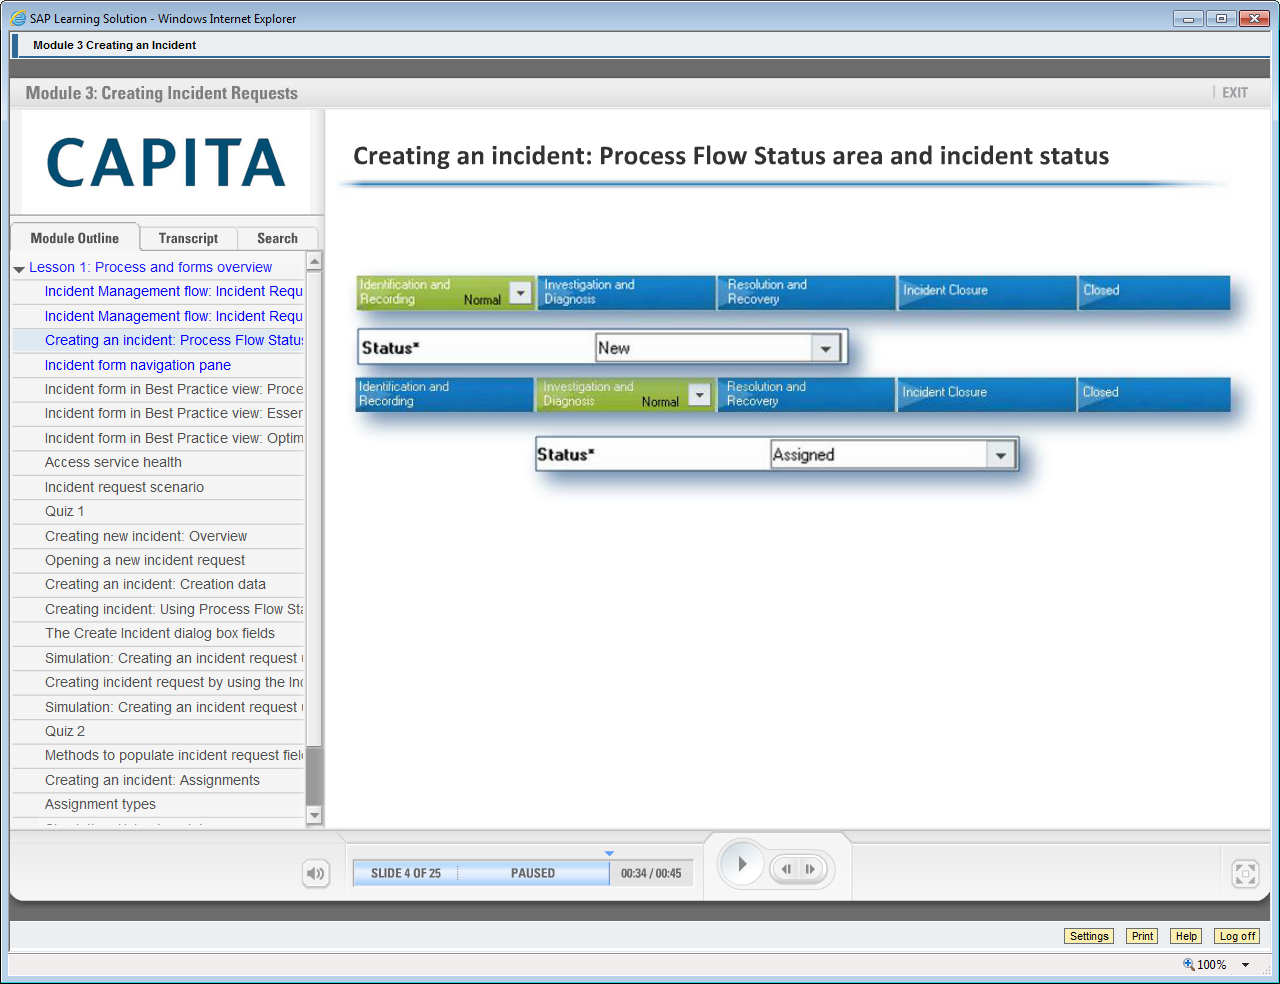 SAP Learning Solution - Windows Internet Explorer
Module 3 Creating an Incident
Module 3: Creating Incident Requests
EXIT
CAPITA
Creating an incident: Process Flow Status area and incident status
Module Outline
Transcript
Search
Lesson 1: Process and forms overview
Incident Management flow: Incident Requ
Incident Management flow: Incident Requ
Creating an incident: Process Flow Status
Incident form navigation pane
Incident form in Best Practice view: Proce
Incident form in Best Practice view: Esser
Incident form in Best Practice view: Optim
Access service health
Incident request scenario
Quiz 1
Creating new incident: Overview
Opening a new incident request
Creating an incident: Creation data
Creating incident: Using Process Flow Sta
The Create Incident dialog box fields
Simulation: Creating an incident request
Creating incident request by using the Inc
Simulation: Creating an incident request
Quiz 2
Methods to populate incident request field
Creating an incident: Assignments
Assignment types
Identification and
Recording
Normal
Investigation and
Diagnosis
Resolution and
Recovery
Incident Closure
Closed
Status*
New
Identification and
Recording
Investigation and
Diagnosis
Normal
Resolution and
Recovery
Incident Closure
Closed
Status*
Assigned
SLIDE 4 OF 25
PAUSED
00:34 / 00:45
Settings
Print
Help
Log off
100%